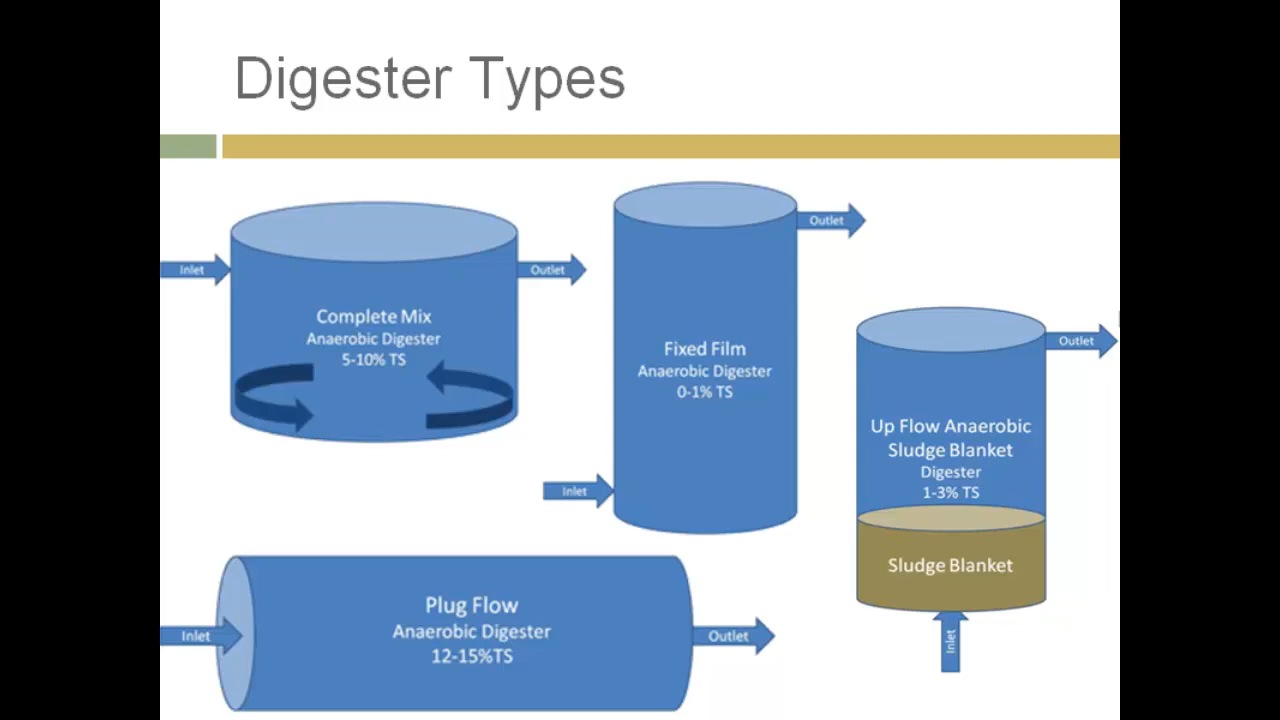 Digester Types
Inlet
Outlet
Complete Mix
Anaerobic Digester
5-10% TS
Outlet
Fixed Film
Anaerobic Digester
0-1% TS
Inlet
Outlet
Up Flow Anaerobic
Sludge Blanket
Digester
1-3% TS
Sludge Blanket
Inlet
Inlet
Plug Flow
Anaerobic Digester
12-15%TS
Outlet